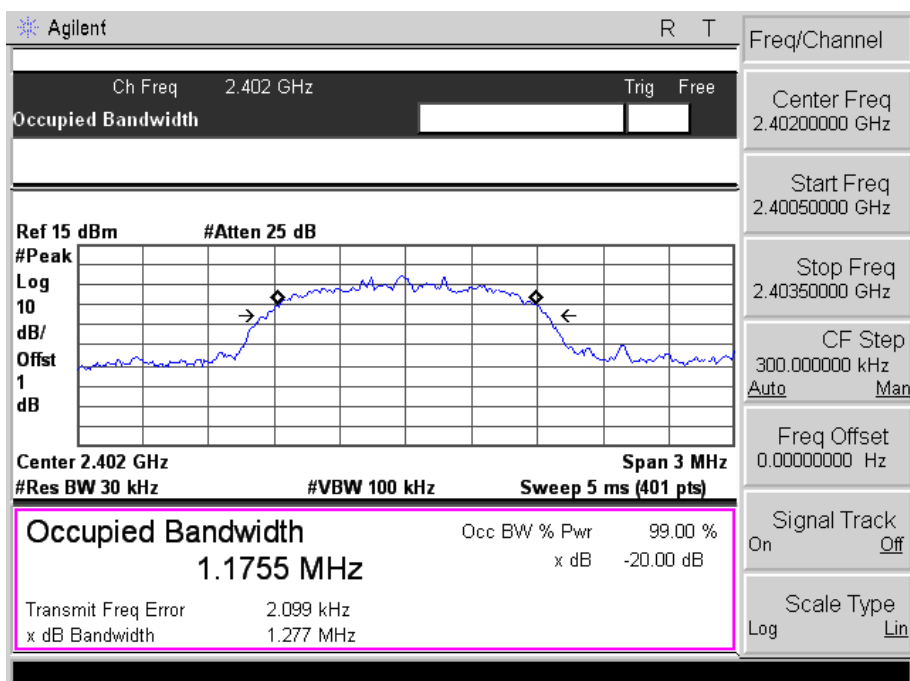 Agilent R T
Ch Freq 2.402 GHz Trig Free
Occupied Bandwidth
Ref 15 dBm #Atten 25 dB
#Peak
Log
10
dB/
Offst
1
dB
Center 2.402 GHz Span 3 MHz
#Res BW 30 kHz #VBW 100 kHz Sweep 5 ms (401 pts)
Occupied Bandwidth Occ BW % Pwr 99.00 %
1.1755 MHz x dB -20.00 dB
Transmit Freq Error 2.099 kHz
x dB Bandwidth 1.277 MHz
Freq/Channel
Center Freq
2.40200000 GHz
Start Freq
2.40050000 GHz
Stop Freq
2.40350000 GHz
CF Step
300.000000 kHz
Auto Man
Freq Offset
0.00000000 Hz
Signal Track
On Off
Scale Type
Log Lin